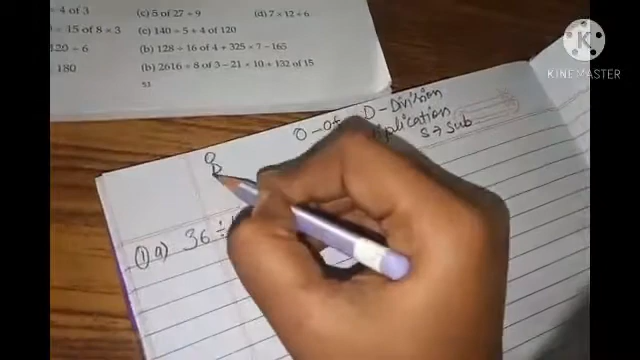 ÷ 4 of 3 (c) 5 of 27 ÷ 9 (d) 7 × 12 ÷ 6
÷ 15 of 8 × 3 (c) 140 ÷ 5 + 4 of 120
120 ÷ 6 (b) 128 ÷ 16 of 4 + 325 × 7 - 165
180 (b) 2616 ÷ 8 of 3 - 21 × 10 + 132 of 15
51
KINEMASTER
O - Of D - Division
S → Sub
O
D
① a) 36 ÷